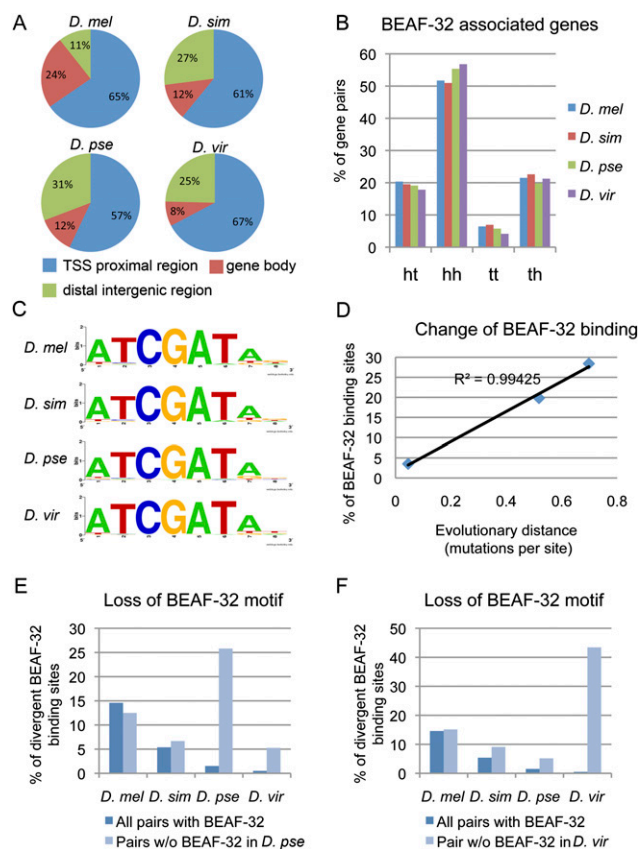 A
D. mel
11%
24%
65%
D. sim
27%
12%
61%
D. pse
31%
12%
57%
D. vir
25%
8%
67%
TSS proximal region
gene body
distal intergenic region
B
BEAF-32 associated genes
% of gene pairs
60
50
40
30
20
10
0
ht
hh
tt
th
D. mel
D. sim
D. pse
D. vir
C
D. mel
ATCGATA
D. sim
ATCGATA
D. pse
ATCGATA
D. vir
ATCGATA
D
Change of BEAF-32 binding
% of BEAF-32 binding sites
30
25
20
15
10
5
0
R² = 0.99425
0
0.2
0.4
0.6
0.8
Evolutionary distance
(mutations per site)
E
Loss of BEAF-32 motif
% of divergent BEAF-32
binding sites
30
25
20
15
10
5
0
D. mel
D. sim
D. pse
D. vir
All pairs with BEAF-32
Pairs w/o BEAF-32 in D. pse
F
Loss of BEAF-32 motif
% of divergent BEAF-32
binding sites
50
40
30
20
10
0
D. mel
D. sim
D. pse
D. vir
All pairs with BEAF-32
Pairs w/o BEAF-32 in D. vir